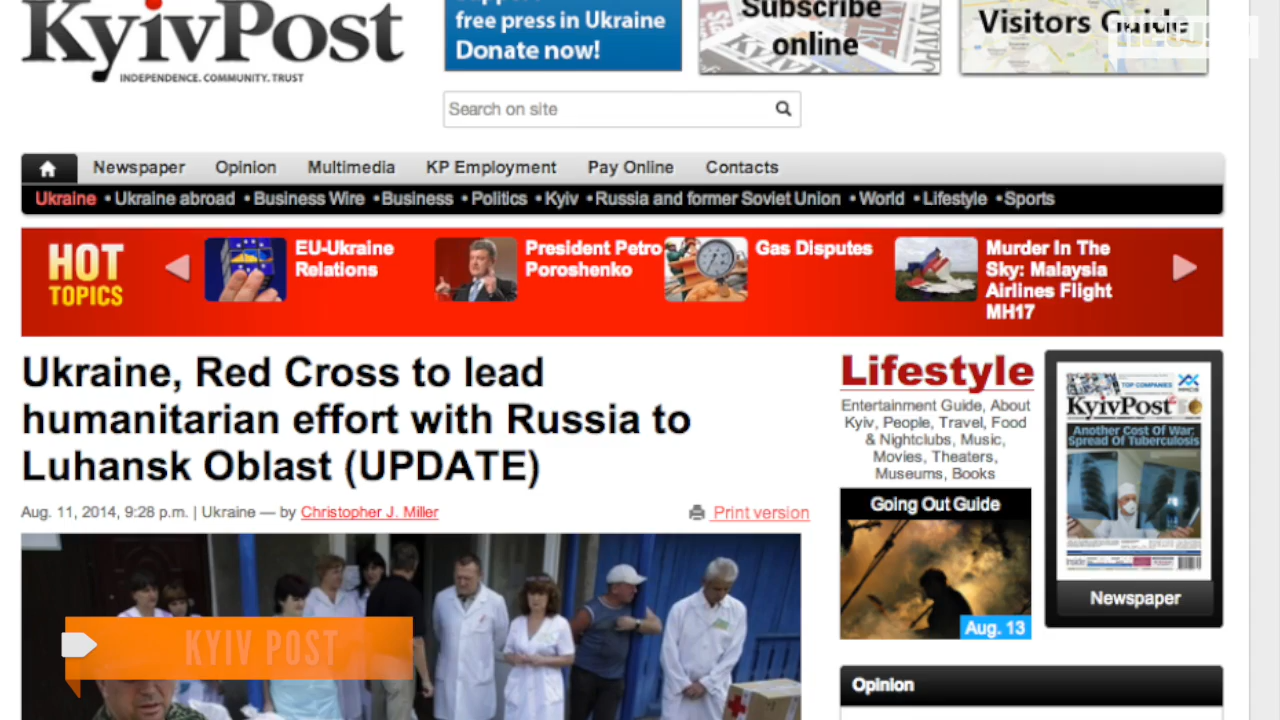 KyivPost
INDEPENDENCE. COMMUNITY. TRUST
free press in Ukraine
Donate now!
Subscribe
online
Visitors Guide
Search on site
Newspaper
Opinion
Multimedia
KP Employment
Pay Online
Contacts
Ukraine • Ukraine abroad • Business Wire • Business • Politics • Kyiv • Russia and former Soviet Union • World • Lifestyle • Sports
HOT
TOPICS
EU-Ukraine
Relations
President Petro
Poroshenko
Gas Disputes
Murder In The
Sky: Malaysia
Airlines Flight
MH17
Ukraine, Red Cross to lead
humanitarian effort with Russia to
Luhansk Oblast (UPDATE)
Aug. 11, 2014, 9:28 p.m. | Ukraine — by Christopher J. Miller
Print version
Lifestyle
Entertainment Guide, About
Kyiv, People, Travel, Food
& Nightclubs, Music,
Movies, Theaters,
Museums, Books
Going Out Guide
Aug. 13
TOP COMPANIES
KyivPost
Another Cost Of War:
Spread Of Tuberculosis
Newspaper
Opinion
KYIV POST